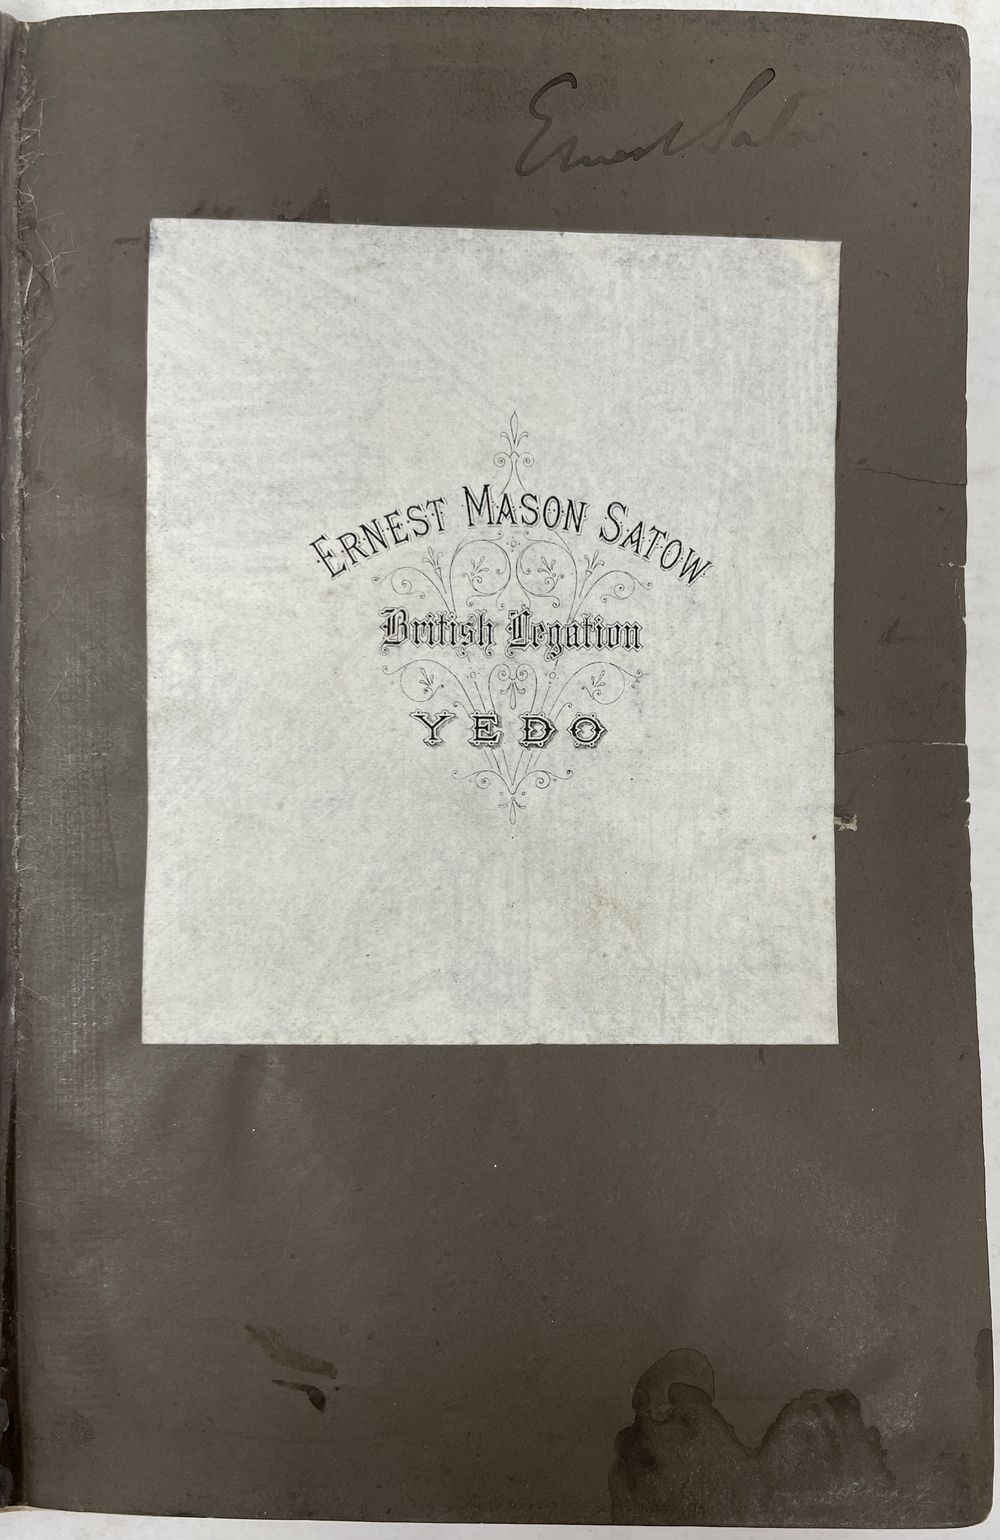 Ernest Satow
ERNEST MASON SATOW
British Legation
YEDO